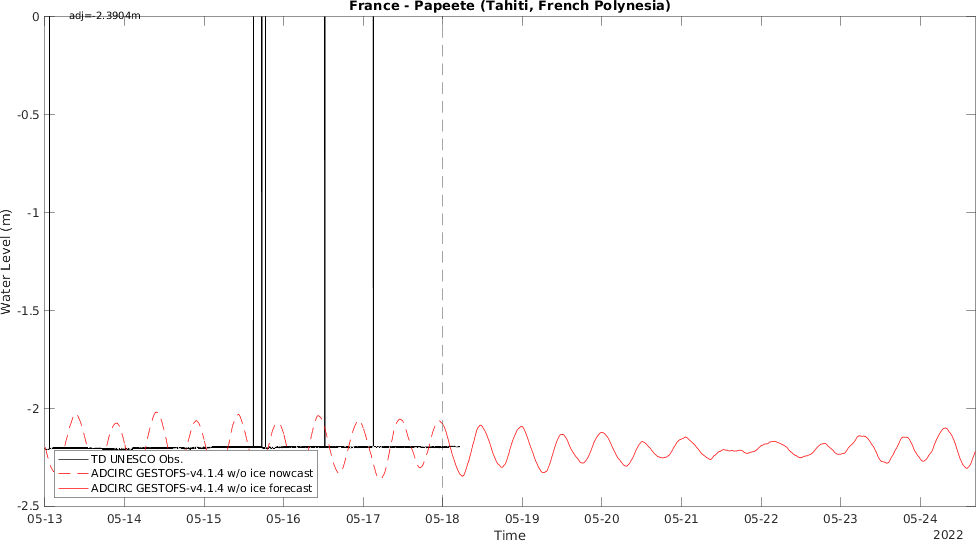 France - Papeete (Tahiti, French Polynesia)
adj=-2.3904m
0
-0.5
-1
-1.5
-2
-2.5
Water Level (m)
TD UNESCO Obs.
ADCIRC GESTOFS-v4.1.4 w/o ice nowcast
ADCIRC GESTOFS-v4.1.4 w/o ice forecast
05-13 05-14 05-15 05-16 05-17 05-18 05-19 05-20 05-21 05-22 05-23 05-24
Time
2022